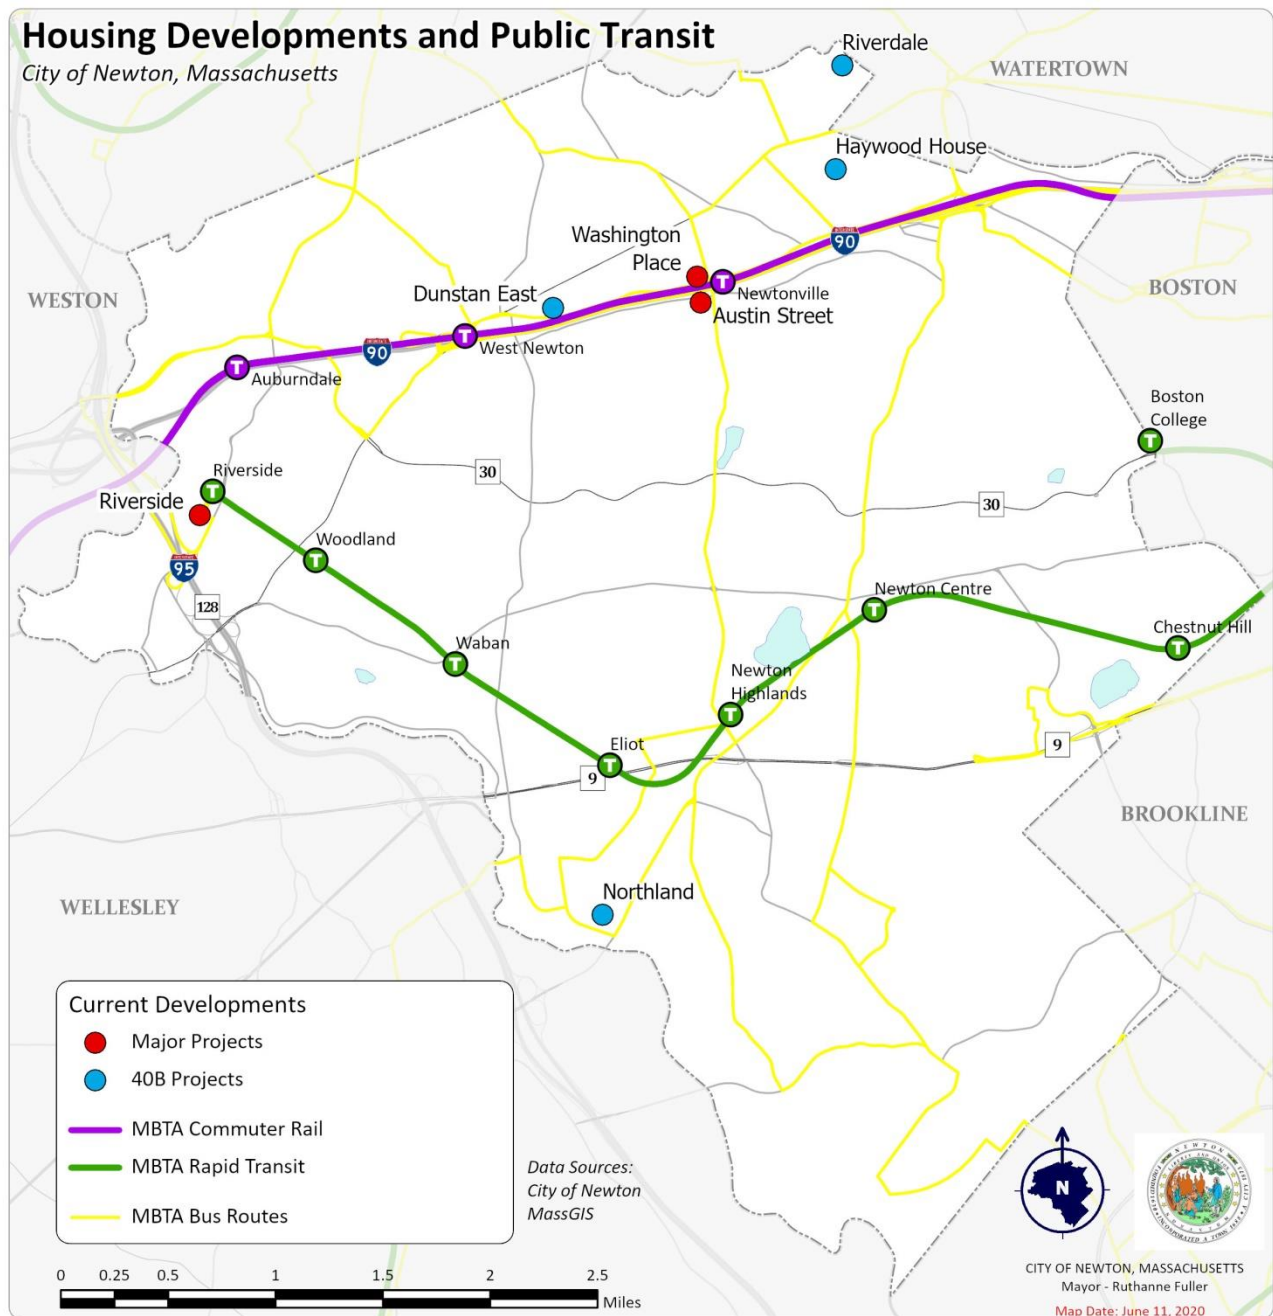 Housing Developments and Public Transit
City of Newton, Massachusetts
Riverdale
WATERTOWN
Haywood House
Washington
Place
90
WESTON
Dunstan East
Newtonville
BOSTON
Austin Street
90
West Newton
Auburndale
Boston
College
Riverside
30
30
Riverside
Woodland
95
Newton Centre
128
Chestnut Hill
Waban
Newton
Highlands
Eliot
9
9
BROOKLINE
Northland
WELLESLEY
Current Developments
Major Projects
40B Projects
MBTA Commuter Rail
MBTA Rapid Transit
MBTA Bus Routes
Data Sources:
City of Newton
MassGIS
N
0 0.25 0.5 1 1.5 2 2.5
Miles
CITY OF NEWTON, MASSACHUSETTS
Mayor - Ruthanne Fuller
Map Date: June 11, 2020
T
T
T
T
T
T
T
T
T
T
T